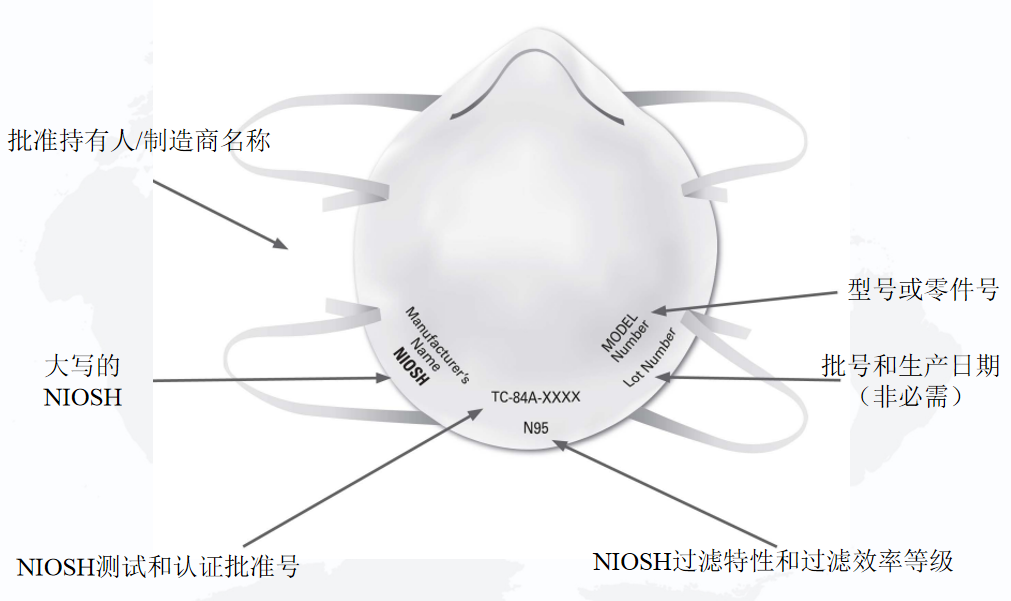 批准持有人/制造商名称
型号或零件号
大写的
NIOSH
批号和生产日期
（非必需）
Manufacturer's
Name
NIOSH
MODEL
Number
Lot Number
TC-84A-XXXX
N95
NIOSH测试和认证批准号
NIOSH过滤特性和过滤效率等级